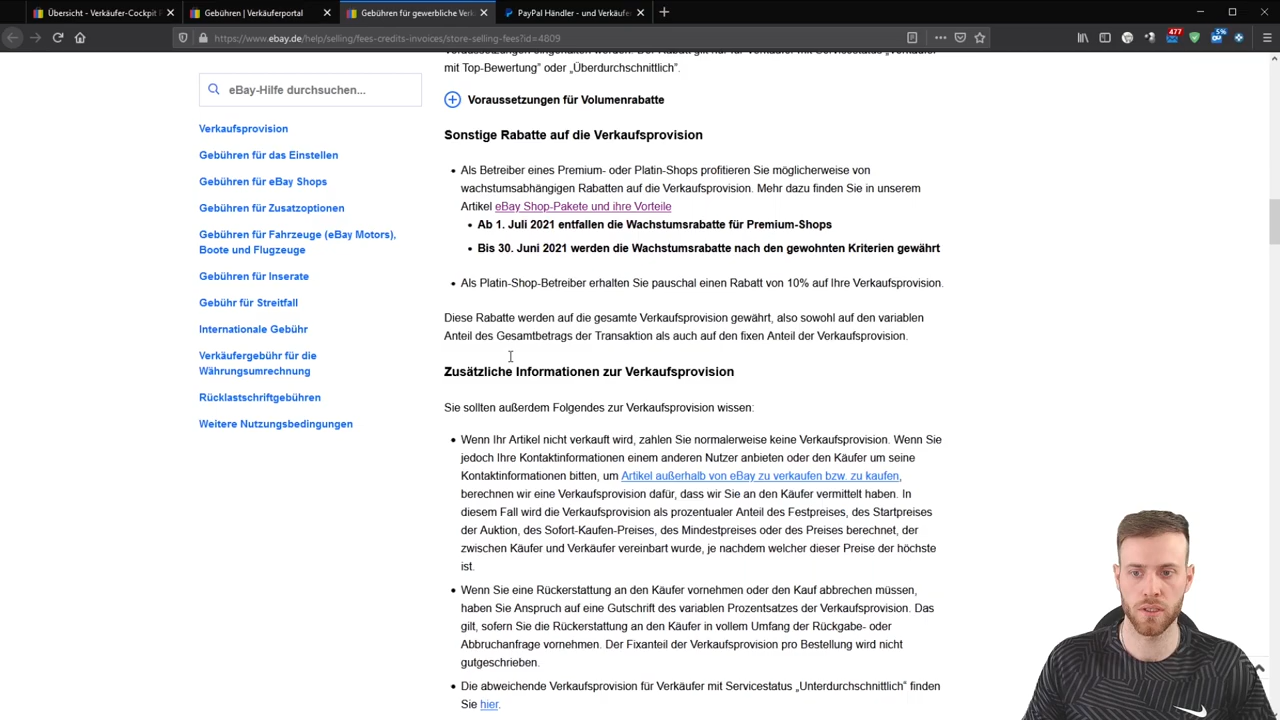 Übersicht - Verkäufer-Cockpit P
Gebühren | Verkäuferportal
Gebühren für gewerbliche Verk
PayPal Händler - und Verkäufer
https://www.ebay.de/help/selling/fees-credits-invoices/store-selling-fees?id=4809
477
5%
mit Top-Bewertung” oder „Überdurchschnittlich”.
eBay-Hilfe durchsuchen...
Verkaufsprovision
Gebühren für das Einstellen
Gebühren für eBay Shops
Gebühren für Zusatzoptionen
Gebühren für Fahrzeuge (eBay Motors),
Boote und Flugzeuge
Gebühren für Inserate
Gebühr für Streitfall
Internationale Gebühr
Verkäufergebühr für die
Währungsumrechnung
Rücklastschriftgebühren
Weitere Nutzungsbedingungen
Voraussetzungen für Volumenrabatte
Sonstige Rabatte auf die Verkaufsprovision
Als Betreiber eines Premium- oder Platin-Shops profitieren Sie möglicherweise von
wachstumsabhängigen Rabatten auf die Verkaufsprovision. Mehr dazu finden Sie in unserem
Artikel eBay Shop-Pakete und ihre Vorteile
Ab 1. Juli 2021 entfallen die Wachstumsrabatte für Premium-Shops
Bis 30. Juni 2021 werden die Wachstumsrabatte nach den gewohnten Kriterien gewährt
Als Platin-Shop-Betreiber erhalten Sie pauschal einen Rabatt von 10% auf Ihre Verkaufsprovision.
Diese Rabatte werden auf die gesamte Verkaufsprovision gewährt, also sowohl auf den variablen
Anteil des Gesamtbetrags der Transaktion als auch auf den fixen Anteil der Verkaufsprovision.
Zusätzliche Informationen zur Verkaufsprovision
Sie sollten außerdem Folgendes zur Verkaufsprovision wissen:
Wenn Ihr Artikel nicht verkauft wird, zahlen Sie normalerweise keine Verkaufsprovision. Wenn Sie
jedoch Ihre Kontaktinformationen einem anderen Nutzer anbieten oder den Käufer um seine
Kontaktinformationen bitten, um Artikel außerhalb von eBay zu verkaufen bzw. zu kaufen,
berechnen wir eine Verkaufsprovision dafür, dass wir Sie an den Käufer vermittelt haben. In
diesem Fall wird die Verkaufsprovision als prozentualer Anteil des Festpreises, des Startpreises
der Auktion, des Sofort-Kaufen-Preises, des Mindestpreises oder des Preises berechnet, der
zwischen Käufer und Verkäufer vereinbart wurde, je nachdem welcher dieser Preise der höchste
ist.
Wenn Sie eine Rückerstattung an den Käufer vornehmen oder den Kauf abbrechen müssen,
haben Sie Anspruch auf eine Gutschrift des variablen Prozentsatzes der Verkaufsprovision. Das
gilt, sofern Sie die Rückerstattung an den Käufer in vollem Umfang der Rückgabe- oder
Abbruchanfrage vornehmen. Der Fixanteil der Verkaufsprovision pro Bestellung wird nicht
gutgeschrieben.
Die abweichende Verkaufsprovision für Verkäufer mit Servicestatus „Unterdurchschnittlich” finden
Sie hier.